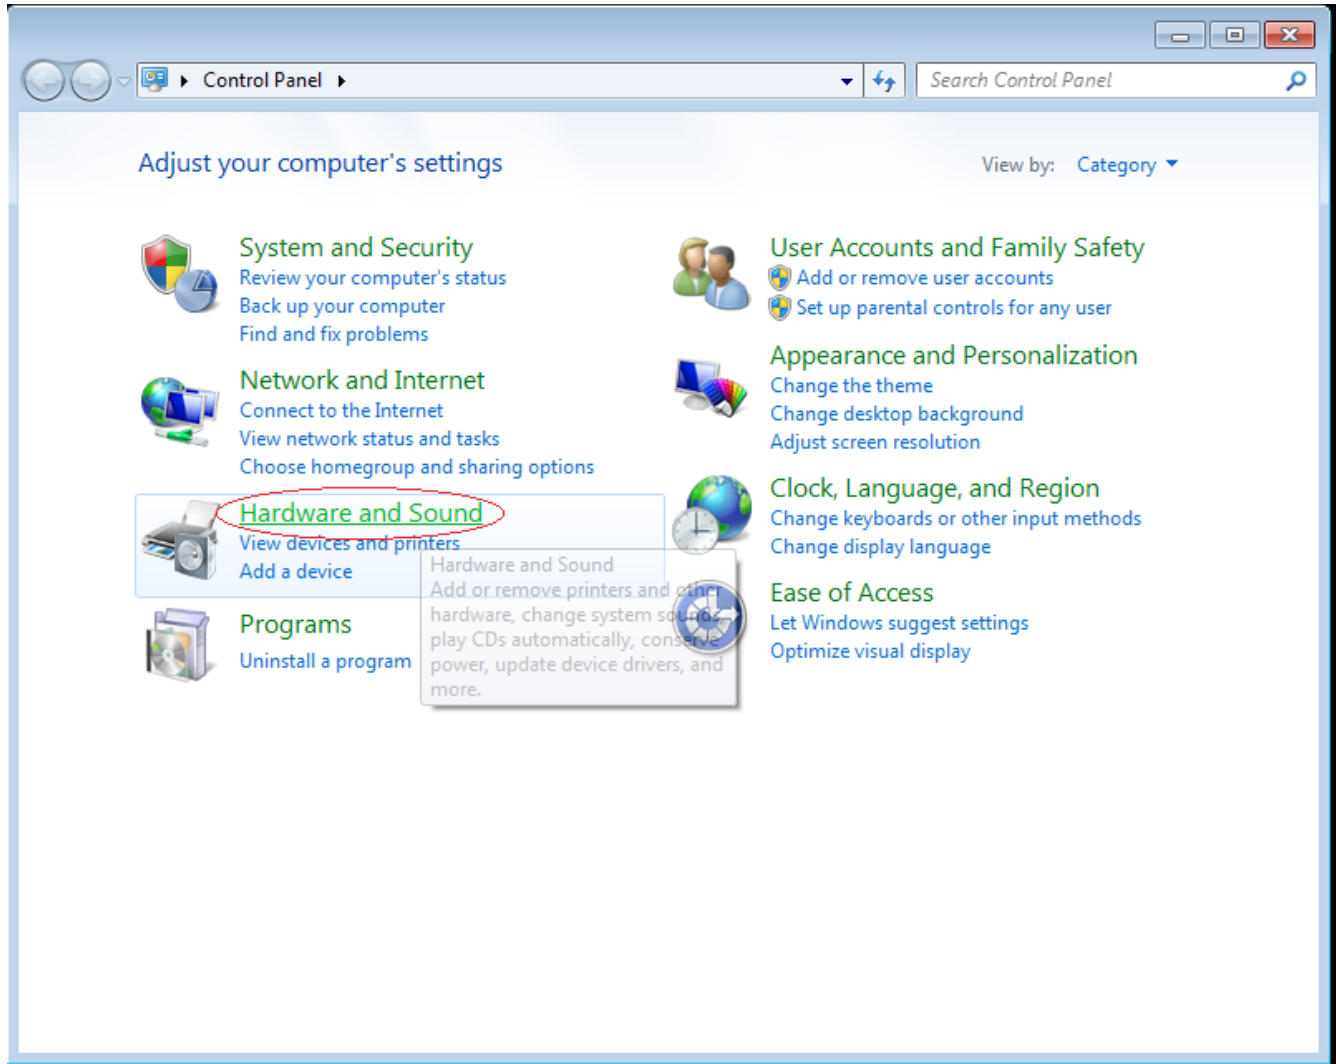 Control Panel
Search Control Panel
Adjust your computer's settings
View by: Category
System and Security
Review your computer's status
Back up your computer
Find and fix problems
Network and Internet
Connect to the Internet
View network status and tasks
Choose homegroup and sharing options
Hardware and Sound
View devices and printers
Add a device
Hardware and Sound
Add or remove printers and other
hardware, change system sounds,
play CDs automatically, conserve
power, update device drivers, and
more.
Programs
Uninstall a program
User Accounts and Family Safety
Add or remove user accounts
Set up parental controls for any user
Appearance and Personalization
Change the theme
Change desktop background
Adjust screen resolution
Clock, Language, and Region
Change keyboards or other input methods
Change display language
Ease of Access
Let Windows suggest settings
Optimize visual display